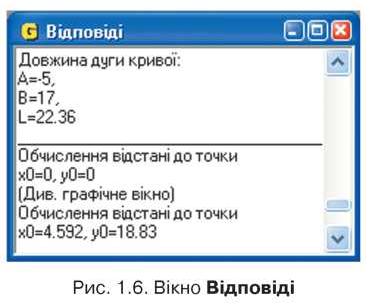 Відповіді
Довжина дуги кривої:
A=-5,
B=17,
L=22.36
Обчислення відстані до точки
x0=0, y0=0
(Див. графічне вікно)
Обчислення відстані до точки
x0=4.592, y0=18.83
Рис. 1.6. Вікно Відповіді